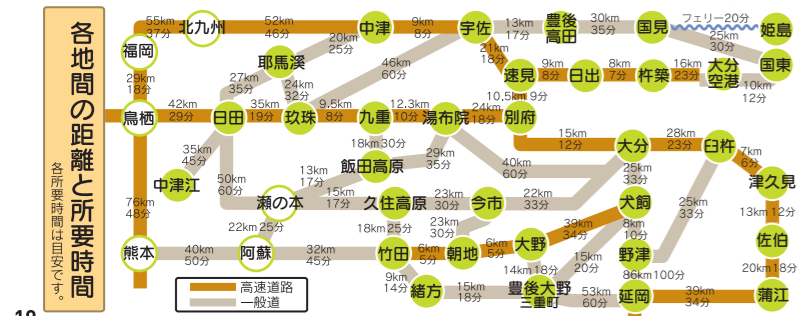 各地間の距離と所要時間
各所要時間は目安です。
55km
37分
北九州
52km
46分
中津
9km
8分
宇佐
13km
17分
豊後
高田
30km
35分
国見
フェリー20分
姫島
福岡
20km
25分
耶馬溪
46km
60分
21km
18分
25km
30分
国東
29km
18分
27km
35分
24km
32分
速見
9km
8分
日出
8km
7分
杵築
16km
23分
大分
空港
10km
12分
鳥栖
42km
29分
日田
35km
19分
玖珠
9.5km
8分
九重
12.3km
10分
湯布院
24km
18分
別府
10.5km 9分
18km 30分
15km
12分
大分
28km
23分
臼杵
35km
45分
中津江
50km
60分
13km
17分
飯田高原
29km
35分
40km
60分
25km
33分
7km
6分
津久見
瀬の本
15km
17分
久住高原
23km
30分
今市
22km
33分
犬飼
25km
33分
13km 12分
76km
48分
22km 25分
18km 25分
23km
30分
39km
34分
8km
10分
佐伯
熊本
40km
50分
阿蘇
32km
45分
竹田
6km
5分
朝地
6km
5分
大野
15km
20分
野津
20km 18分
9km
14分
緒方
15km
18分
14km 18分
豊後大野
三重町
53km
60分
86km 100分
延岡
39km
34分
蒲江
高速道路
一般道